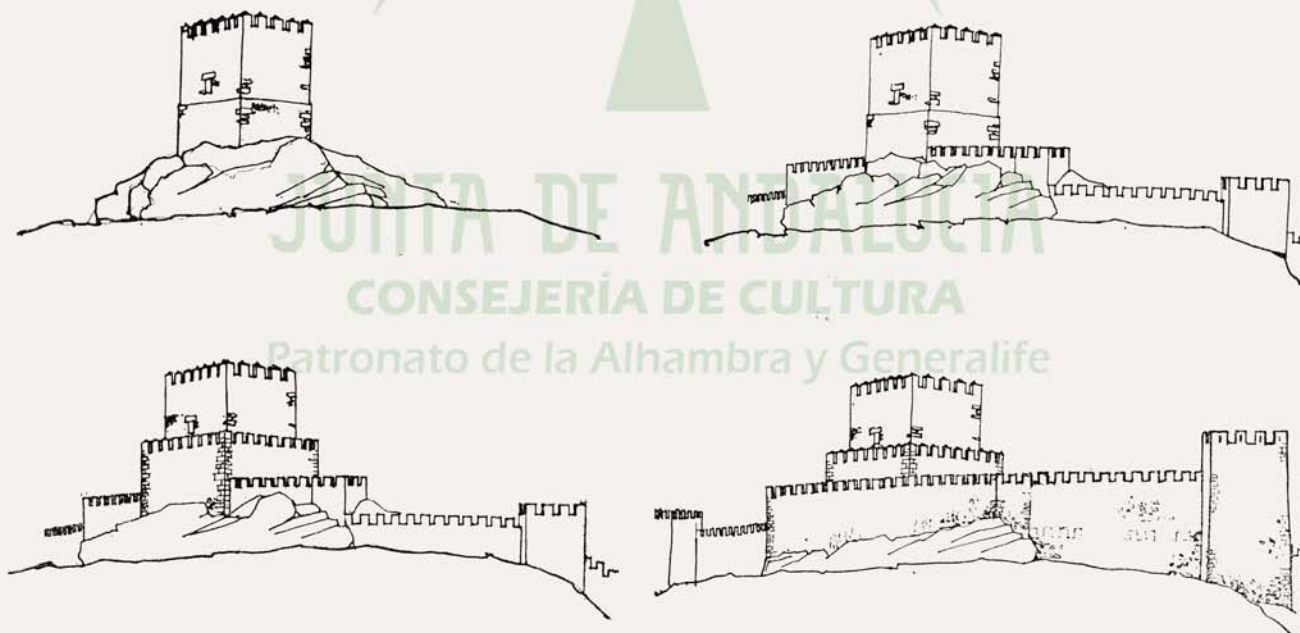 JUNTA DE ANDALUCIA
CONSEJERÍA DE CULTURA
Patronato de la Alhambra y Generalife